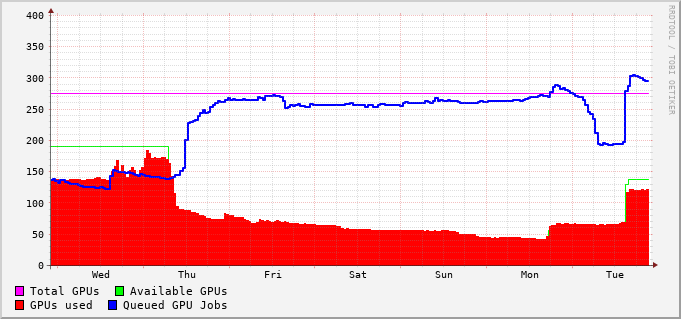 400
350
300
250
200
150
100
50
0
Wed Thu Fri Sat Sun Mon Tue
Total GPUs Available GPUs
GPUs used Queued GPU Jobs
RRDTOOL / TOBI OETIKER